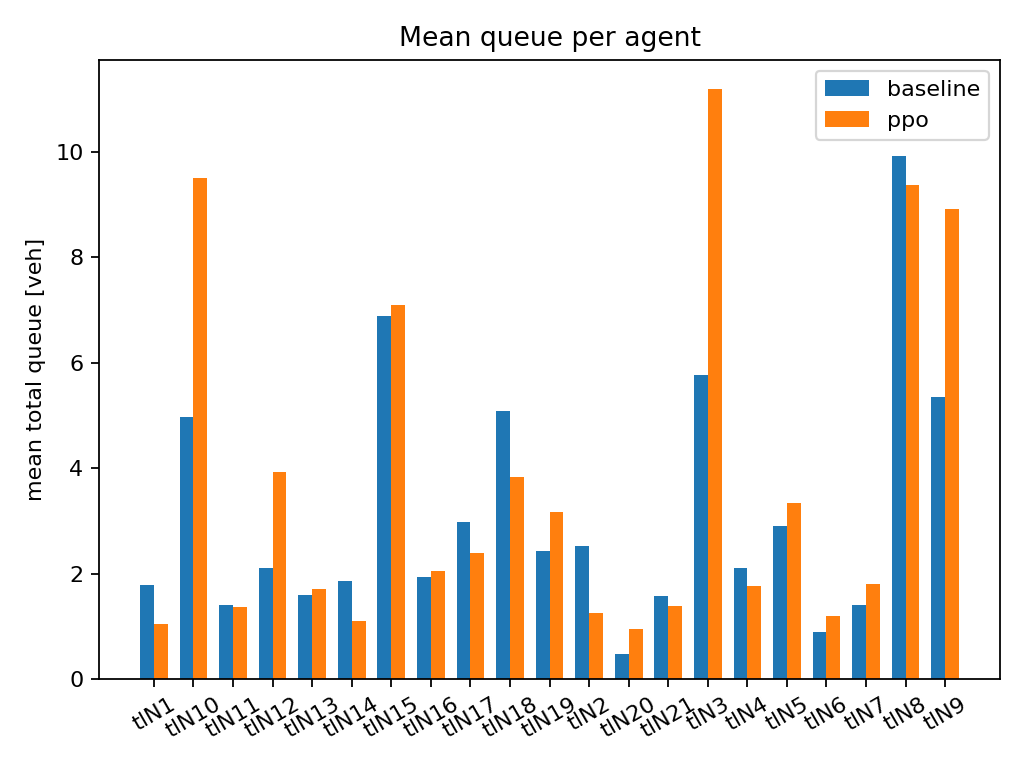 Mean queue per agent
baseline
ppo
mean total queue [veh]
10
8
6
4
2
0
tlN1 tlN10 tlN11 tlN12 tlN13 tlN14 tlN15 tlN16 tlN17 tlN18 tlN19 tlN2 tlN20 tlN21 tlN3 tlN4 tlN5 tlN6 tlN7 tlN8 tlN9